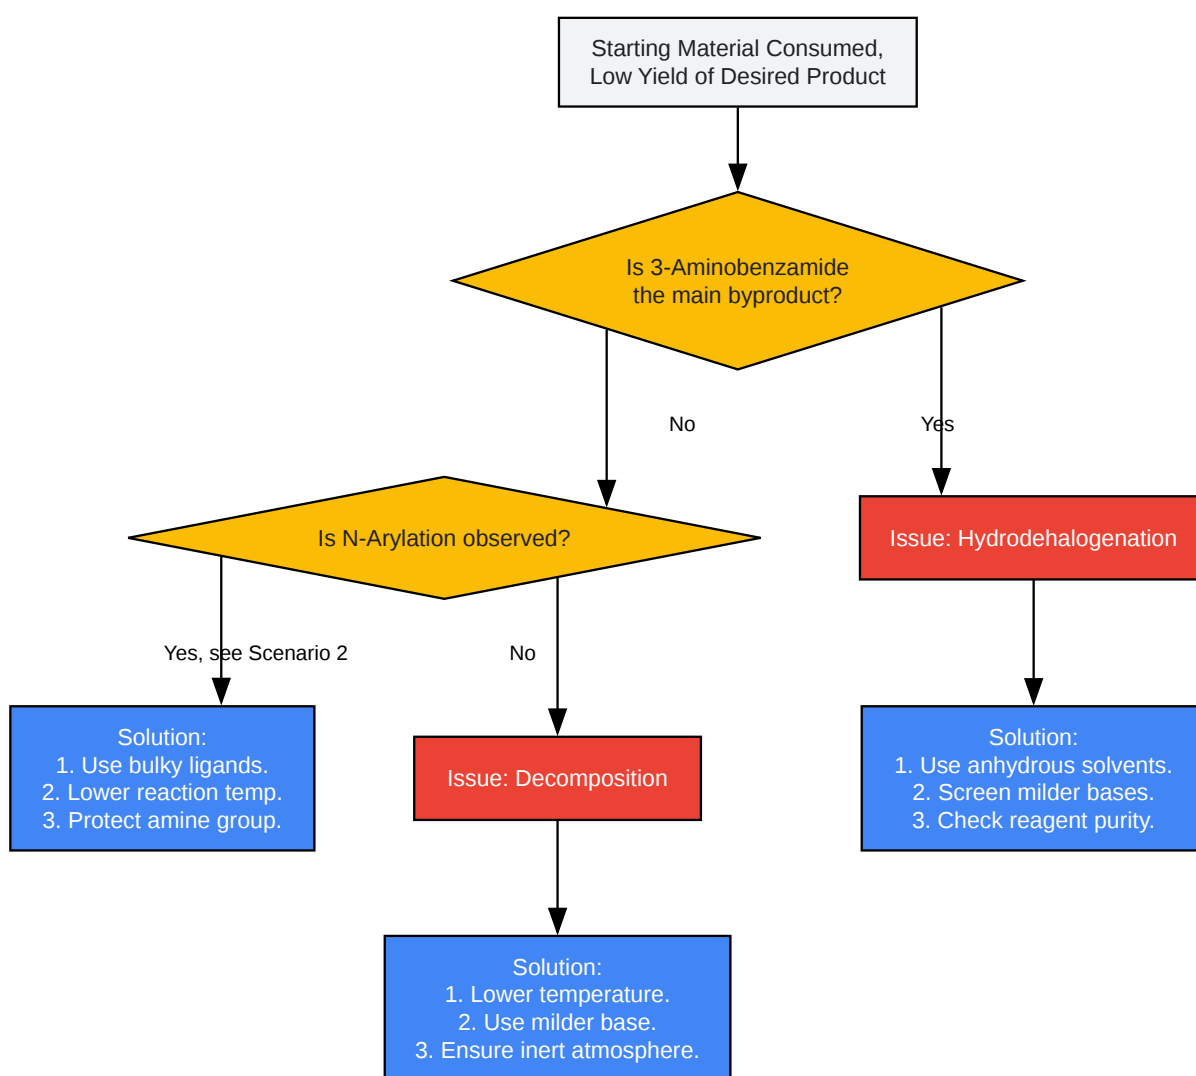 Starting Material Consumed,
Low Yield of Desired Product
Is 3-Aminobenzamide
the main byproduct?
No
Yes
Is N-Arylation observed?
Issue: Hydrodehalogenation
Yes, see Scenario 2
No
Solution:
1. Use bulky ligands.
2. Lower reaction temp.
3. Protect amine group.
Issue: Decomposition
Solution:
1. Use anhydrous solvents.
2. Screen milder bases.
3. Check reagent purity.
Solution:
1. Lower temperature.
2. Use milder base.
3. Ensure inert atmosphere.